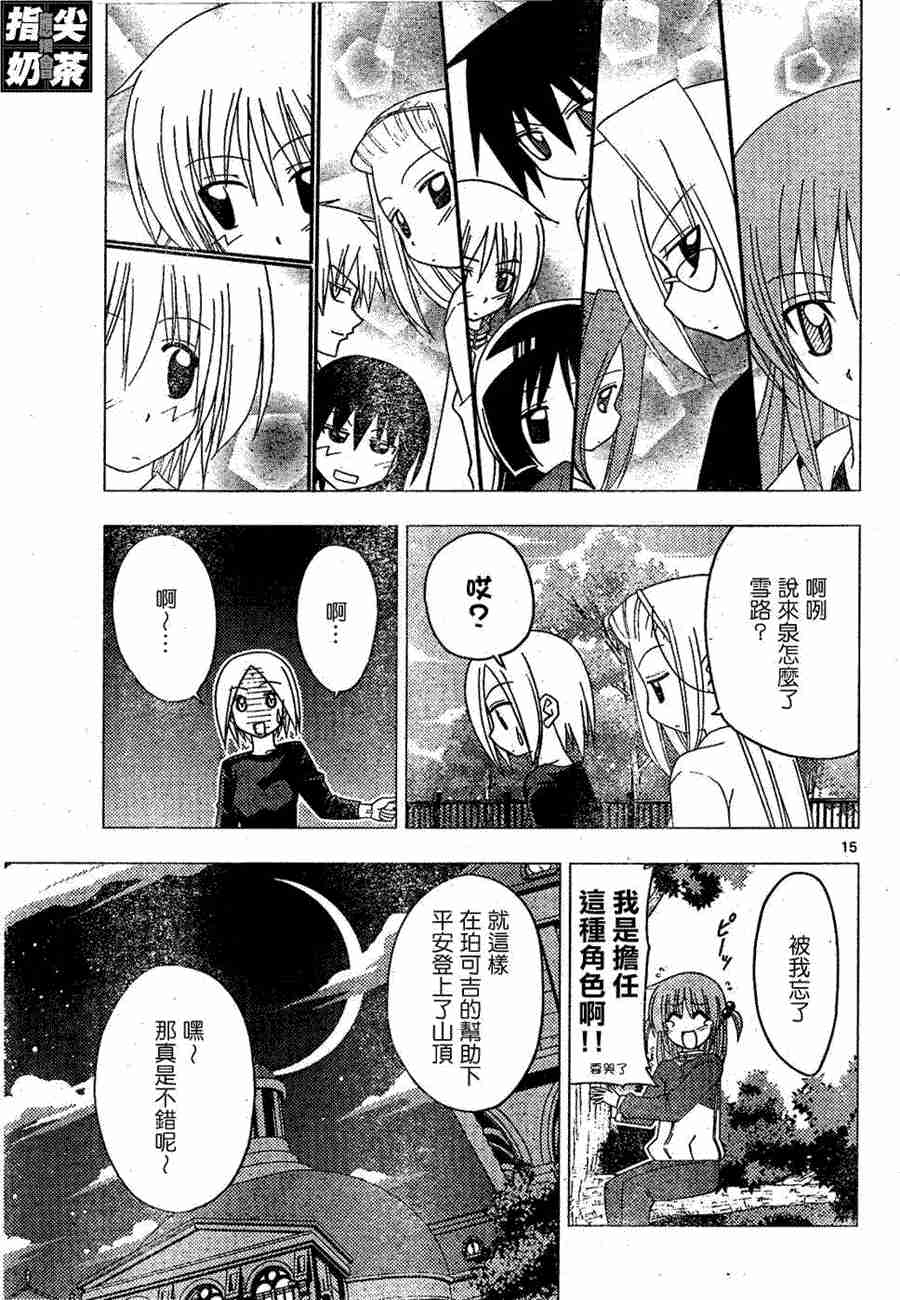 指尖
奶茶
啊咧
說來泉怎麼了
雪路？
哎？
啊…
啊～…
15
被我忘了
ピーッ
我是擔任
這種角色啊!!
要哭了
就這樣
在珀可吉的幫助下
平安登上了山頂
嘿～
那真是不錯呢～